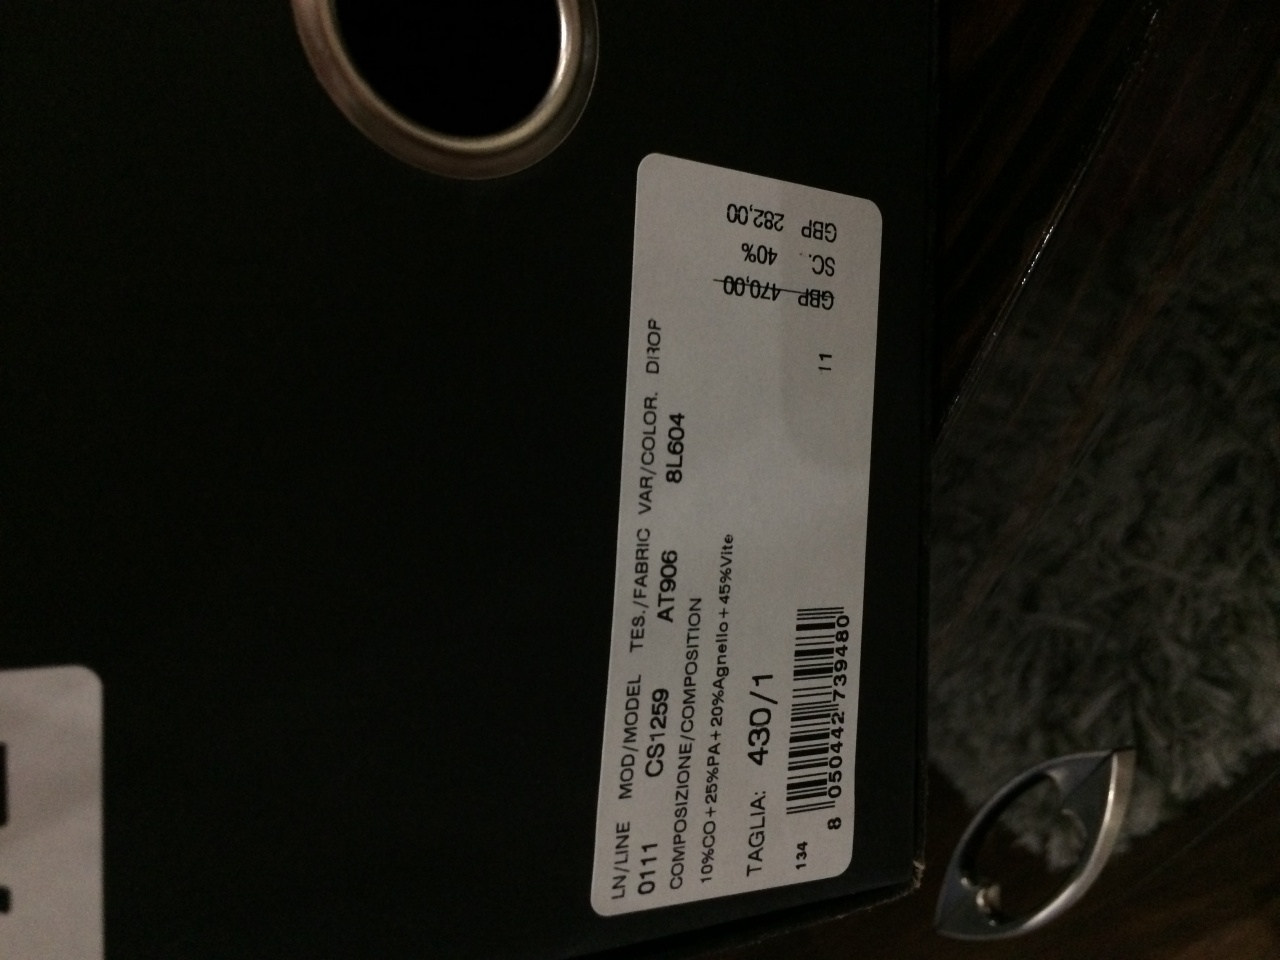 LN/LINE MOD/MODEL TES./FABRIC VAR/COLOR. DROP
0111 CS1259 AT906 8L604
COMPOSIZIONE/COMPOSITION
10%CO+25%PA+20%Agnello+45%Vite
TAGLIA: 430/1
134
11
8 050442 739480
GBP 470,00
SC. 40%
GBP 282,00